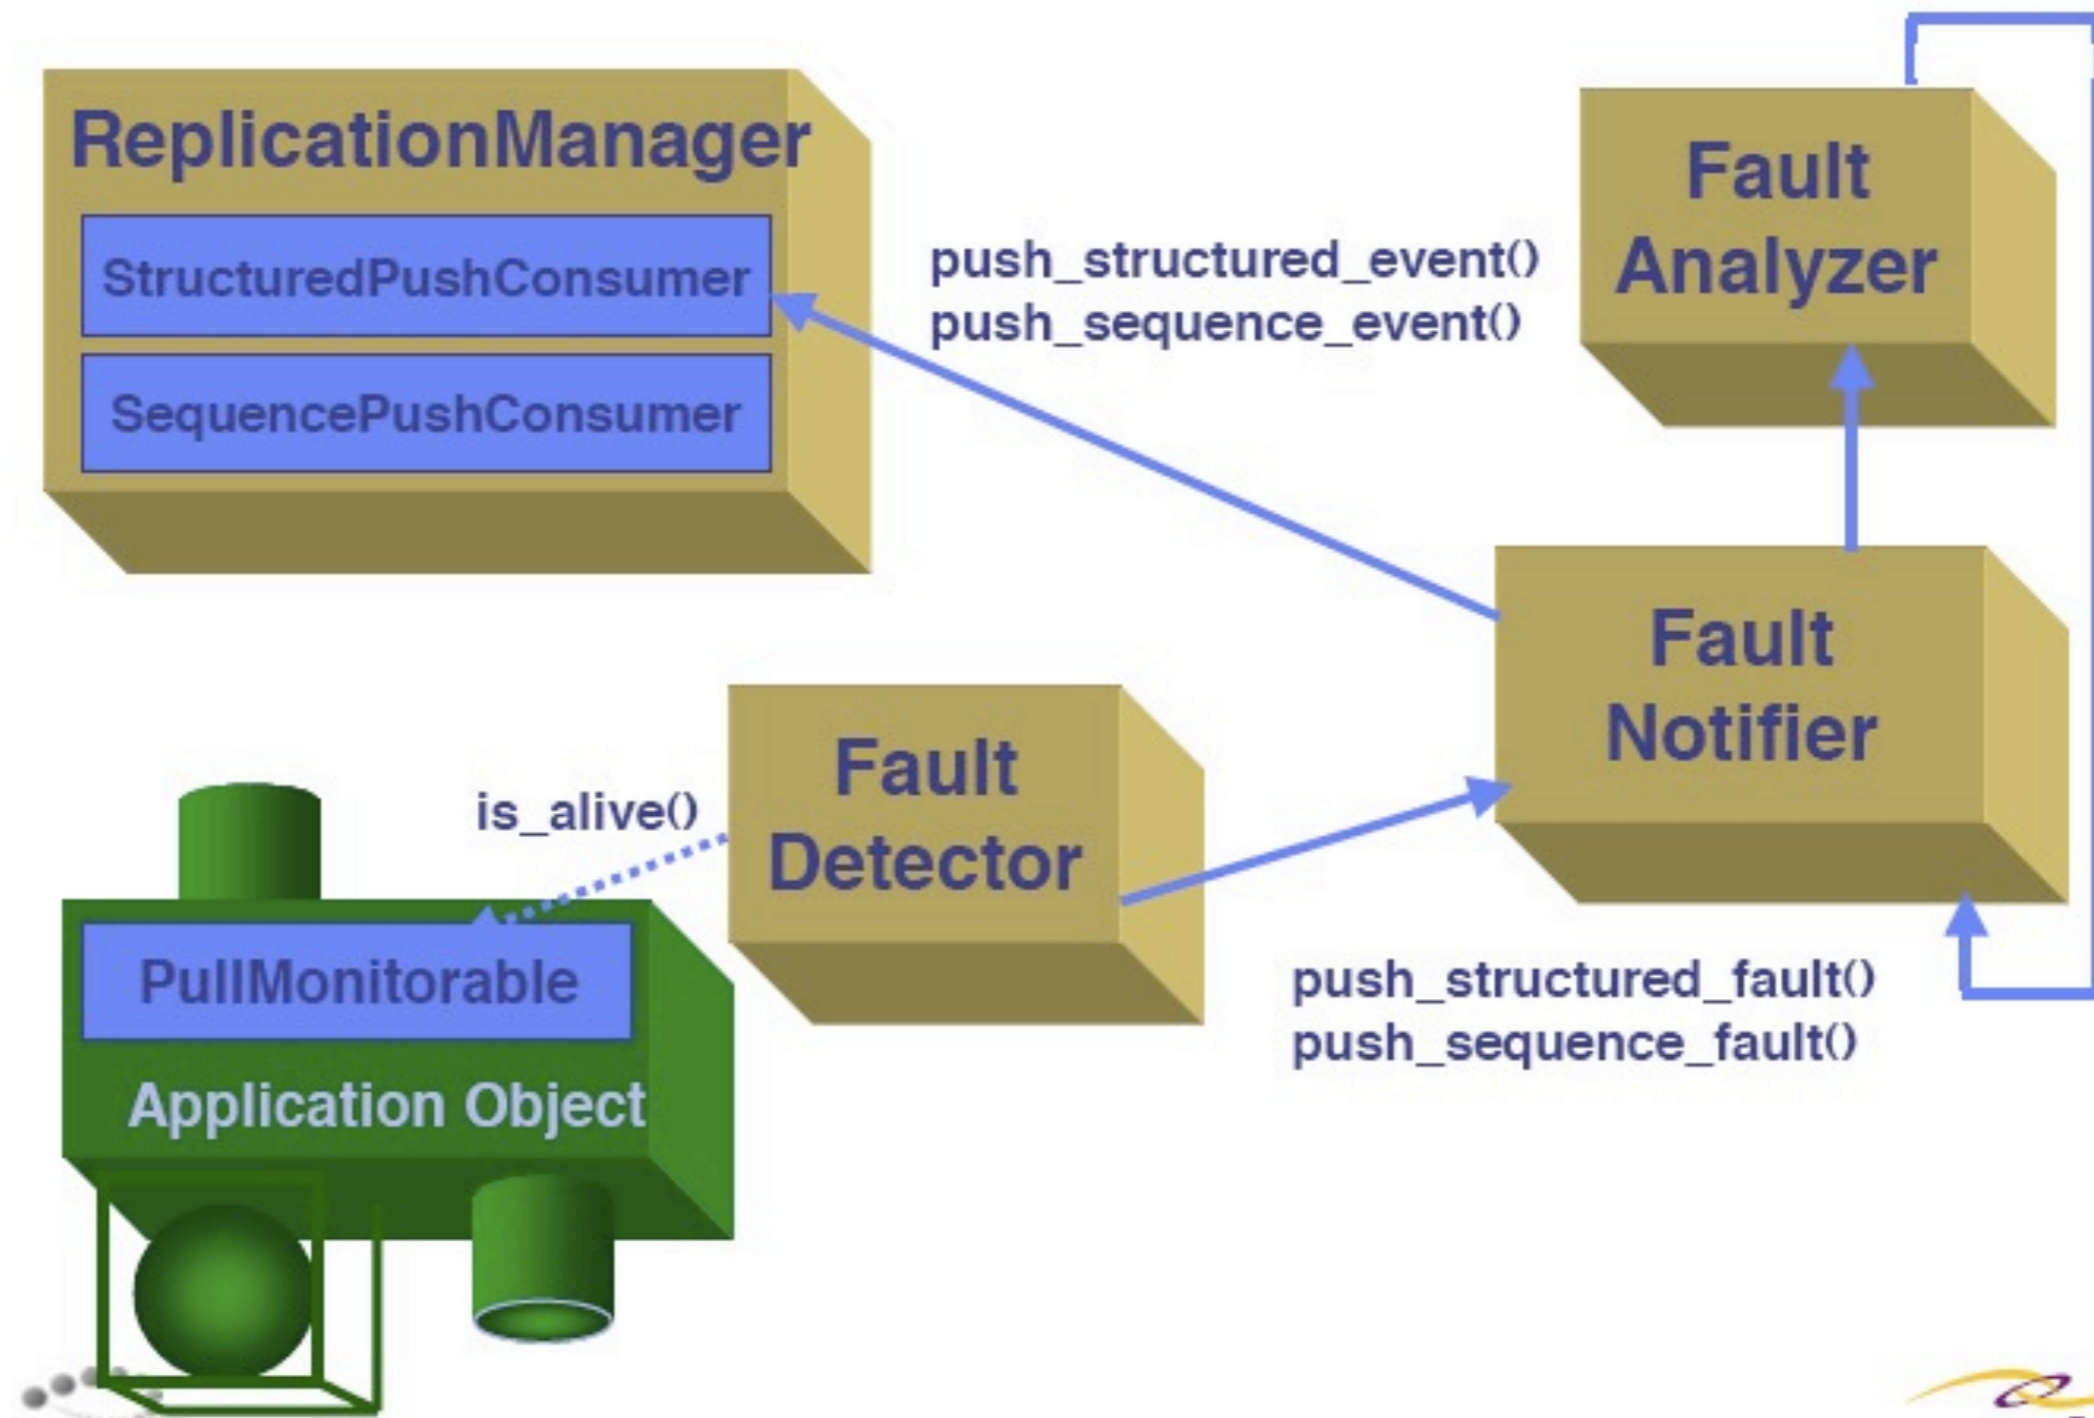 ReplicationManager
StructuredPushConsumer
SequencePushConsumer
push_structured_event()
push_sequence_event()
Fault
Analyzer
Fault
Notifier
Fault
Detector
is_alive()
PullMonitorable
Application Object
push_structured_fault()
push_sequence_fault()